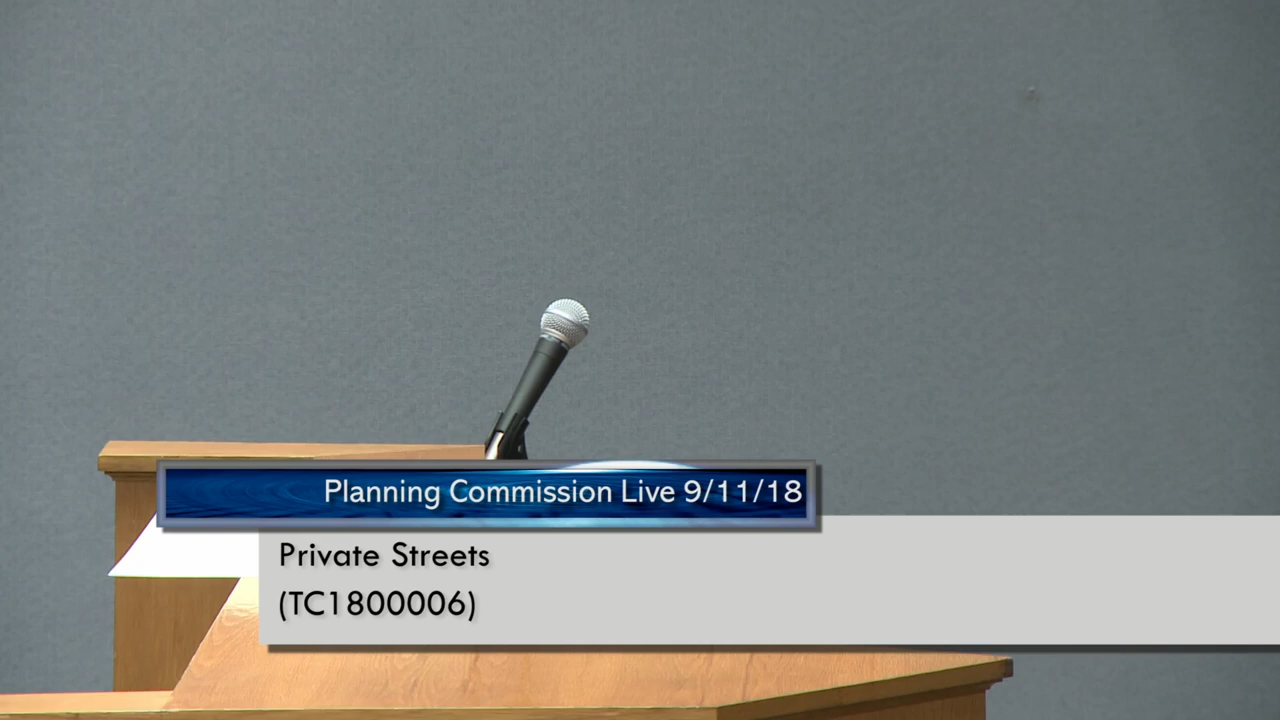 Planning Commission Live 9/11/18
Private Streets
(TC1800006)